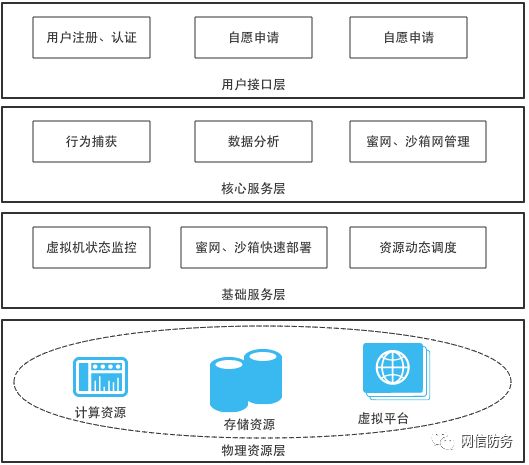 用户注册、认证
自愿申请
自愿申请
用户接口层
行为捕获
数据分析
蜜网、沙箱网管理
核心服务层
虚拟机状态监控
蜜网、沙箱快速部署
资源动态调度
基础服务层
计算资源
存储资源
虚拟平台
物理资源层
网信防务